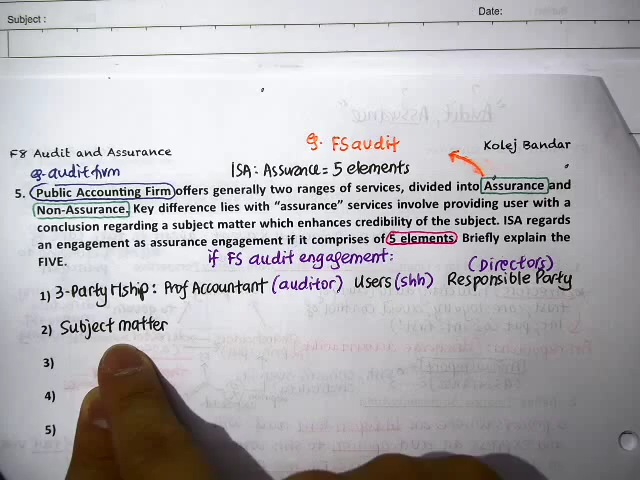 Subject :
Date:
eg. FS audit
F8 Audit and Assurance
Kolej Bandar
eg. audit firm
ISA: Assurance = 5 elements
5. Public Accounting Firm offers generally two ranges of services, divided into Assurance and
Non-Assurance. Key difference lies with “assurance” services involve providing user with a
conclusion regarding a subject matter which enhances credibility of the subject. ISA regards
an engagement as assurance engagement if it comprises of 5 elements. Briefly explain the
FIVE.
if FS audit engagement:
(Directors)
1) 3-Party r/ship: Prof Accountant (auditor) Users (shh) Responsible Party
2) Subject matter
3)
4)
5)